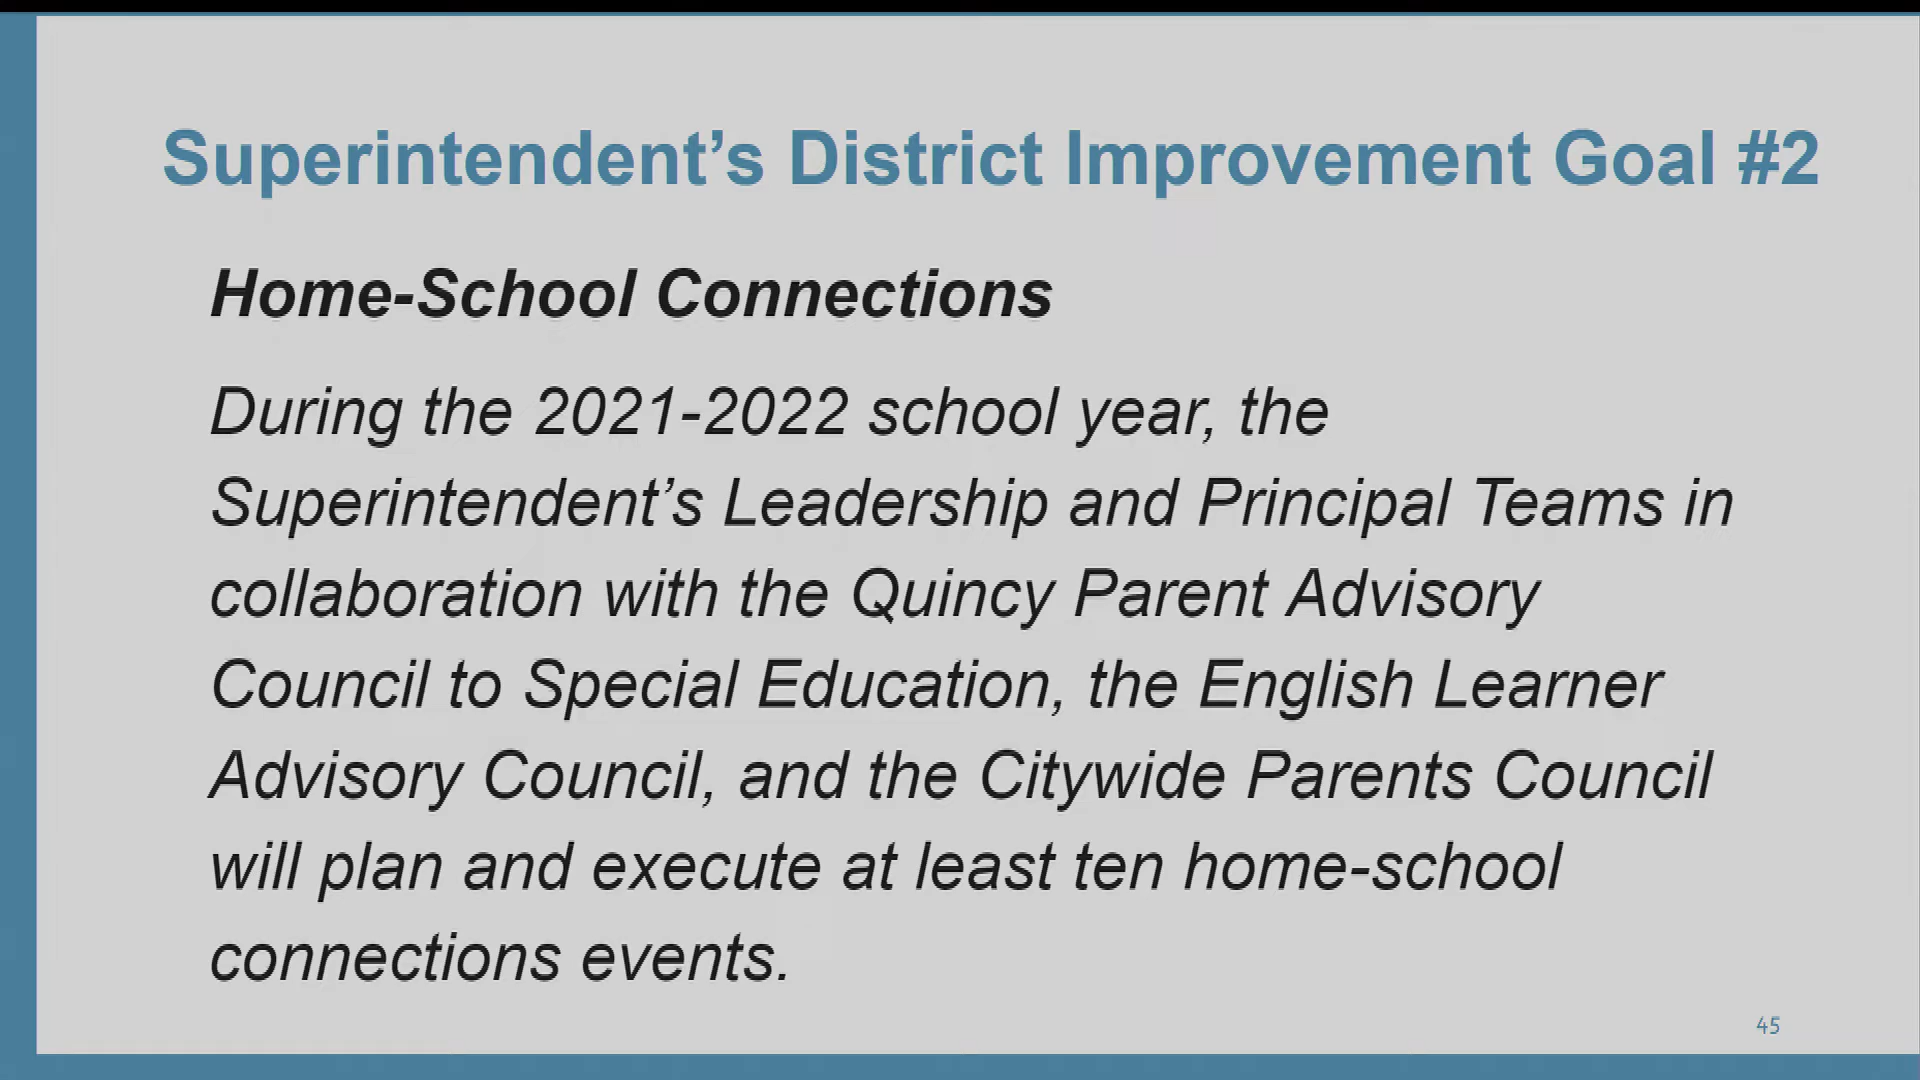 Superintendent’s District Improvement Goal #2
Home-School Connections
During the 2021-2022 school year, the
Superintendent’s Leadership and Principal Teams in
collaboration with the Quincy Parent Advisory
Council to Special Education, the English Learner
Advisory Council, and the Citywide Parents Council
will plan and execute at least ten home-school
connections events.
45